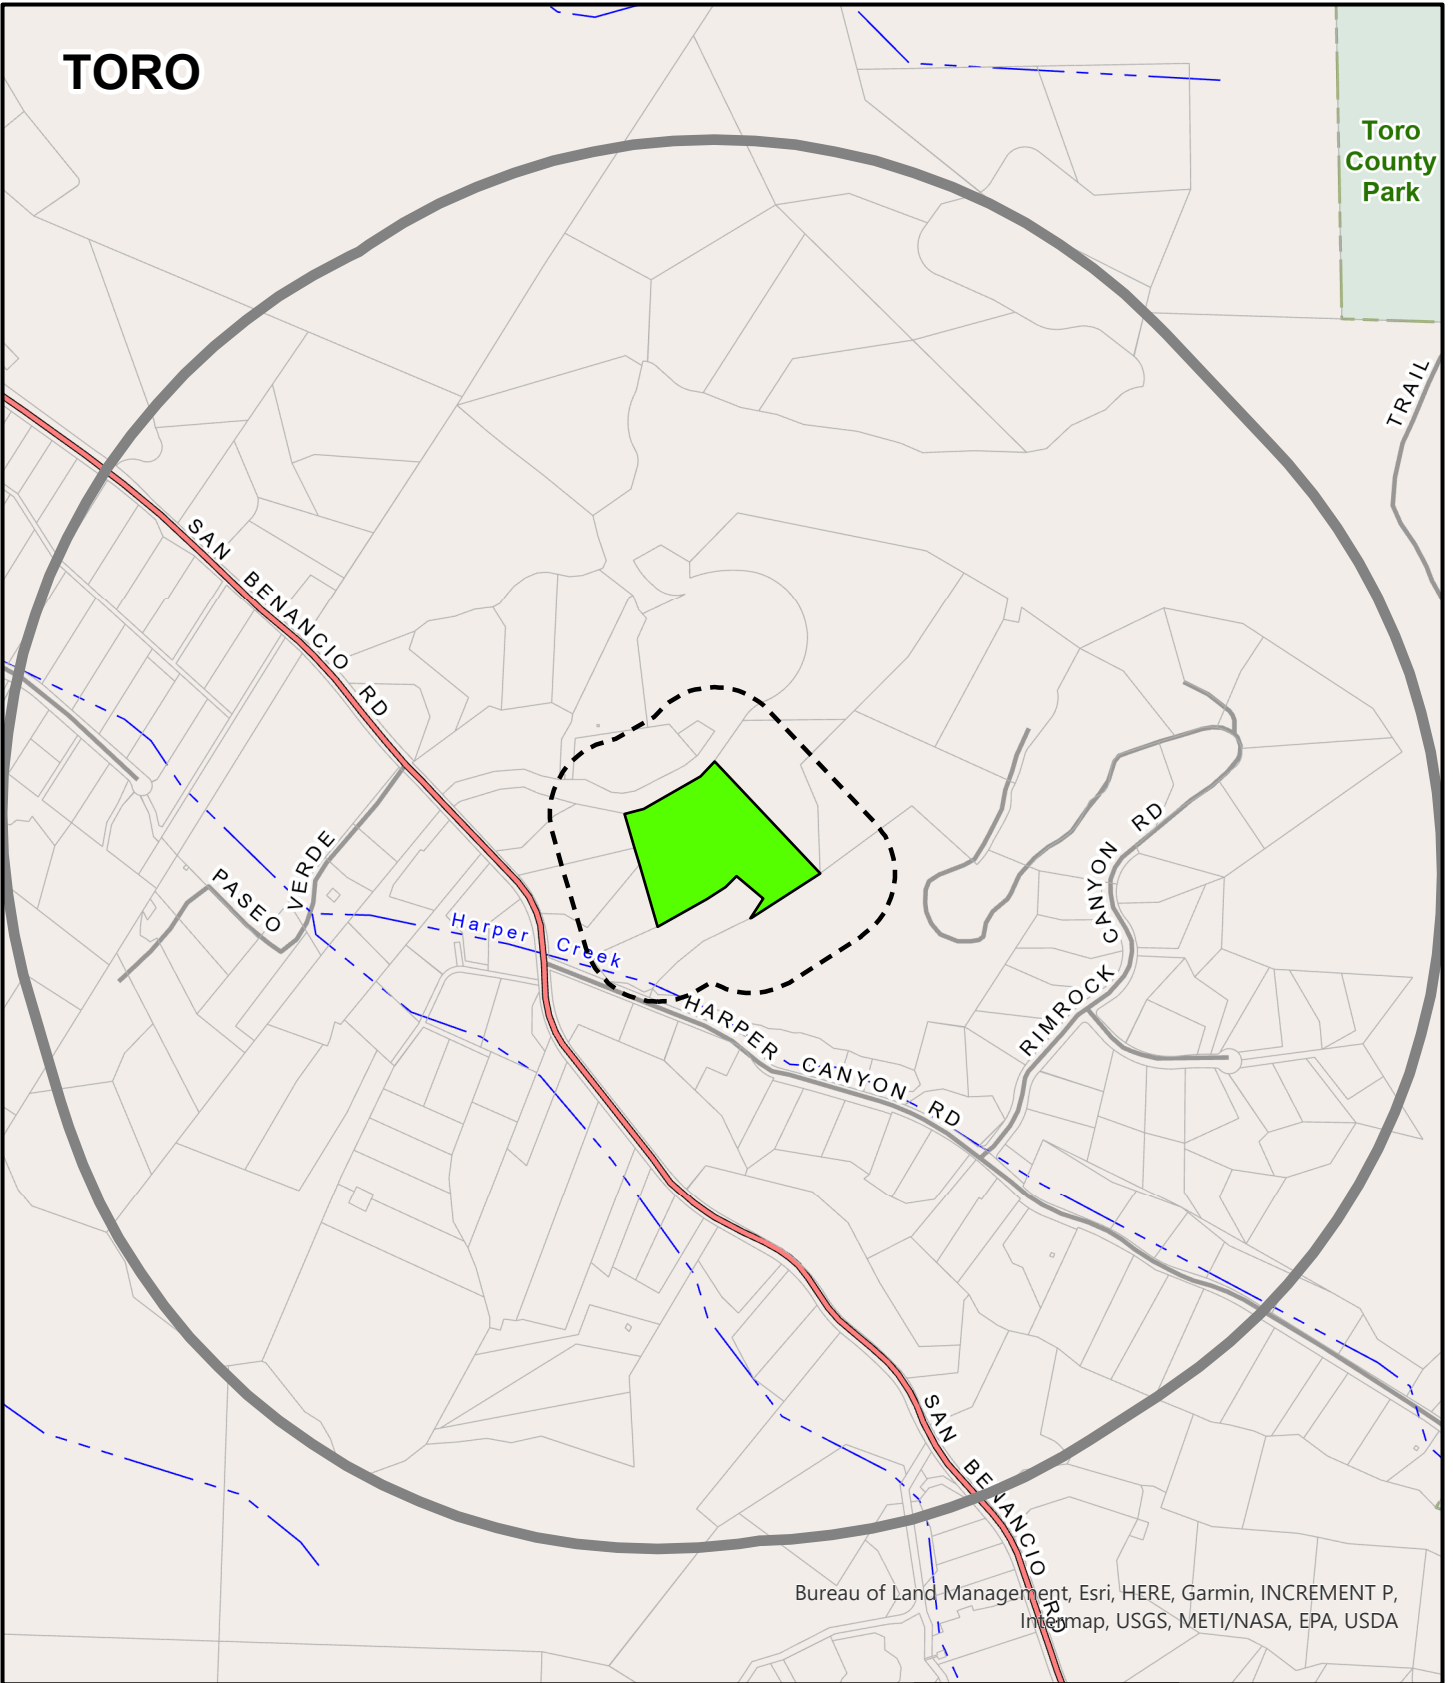 TORO
Toro
County
Park
TRAIL
SAN BENANCIO RD
PASEO VERDE
Harper Creek
HARPER CANYON RD
RIMROCK CANYON RD
SAN BENANCIO RD
Bureau of Land Management, Esri, HERE, Garmin, INCREMENT P,
Intermap, USGS, METI/NASA, EPA, USDA